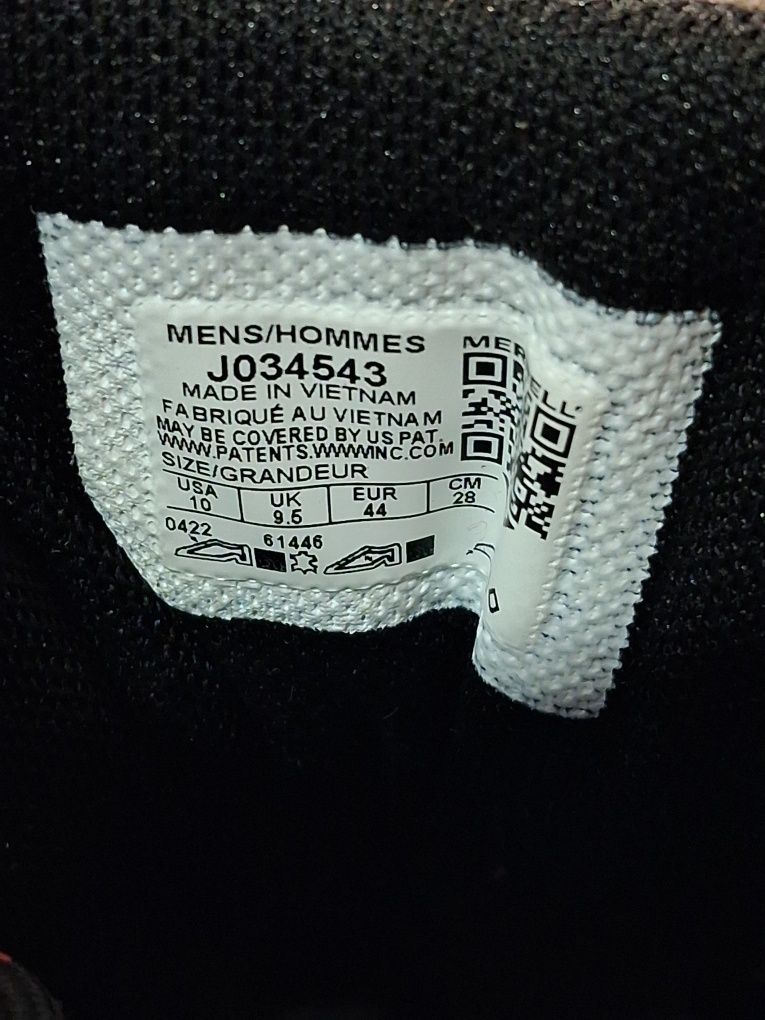 MENS/HOMMES
J034543
MADE IN VIETNAM
FABRIQUÉ AU VIETNAM
MAY BE COVERED BY US PAT.
WWW.PATENTS.WWWINC.COM
SIZE/GRANDEUR
USA UK EUR CM
10 9.5 44 28
0422 61446
MER